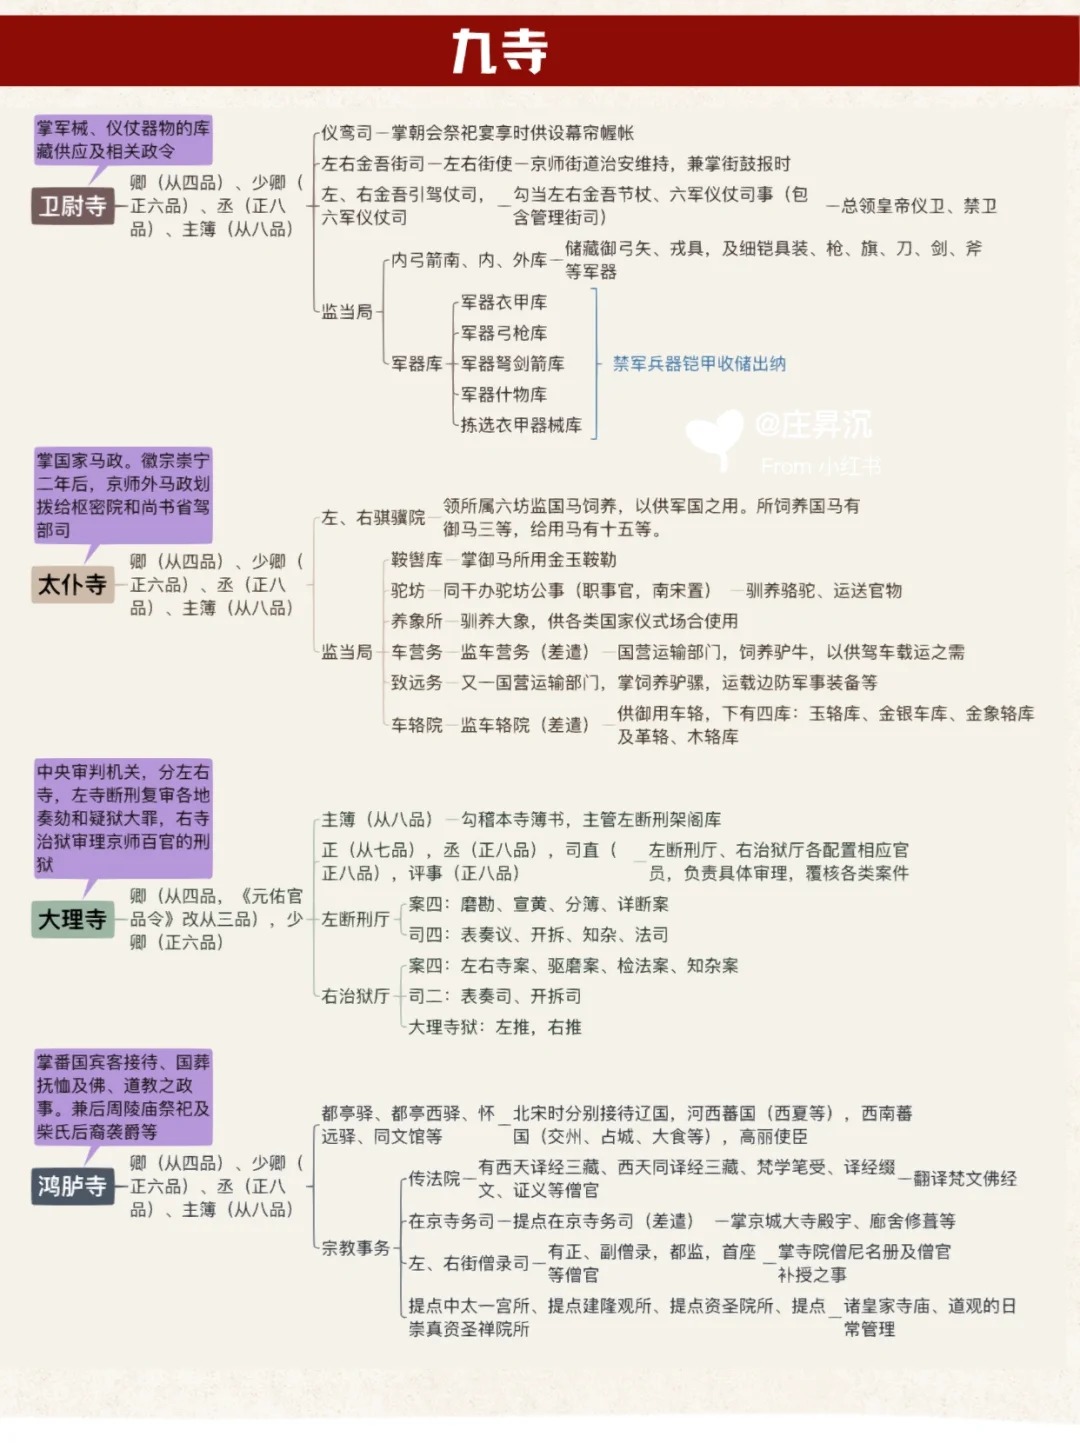 九寺
掌军械、仪仗器物的库
藏供应及相关政令
卫尉寺
卿（从四品）、少卿（
正六品）、丞（正八
品）、主簿（从八品）
仪鸾司
掌朝会祭祀宴享时供设幕帘幄帐
左右金吾街司
左右街使
京师街道治安维持，兼掌街鼓报时
左、右金吾引驾仗司，
六军仪仗司
勾当左右金吾节杖、六军仪仗司事（包
含管理街司）
总领皇帝仪卫、禁卫
监当局
内弓箭南、内、外库
储藏御弓矢、戎具，及细铠具装、枪、旗、刀、剑、斧
等军器
军器库
军器衣甲库
军器弓枪库
军器弩剑箭库
军器什物库
拣选衣甲器械库
禁军兵器铠甲收储出纳
@庄昇沉
From 小红书
掌国家马政。徽宗崇宁
二年后，京师外马政划
拨给枢密院和尚书省驾
部司
太仆寺
卿（从四品）、少卿（
正六品）、丞（正八
品）、主簿（从八品）
左、右骐骥院
领所属六坊监国马饲养，以供军国之用。所饲养国马有
御马三等，给用马有十五等。
监当局
鞍辔库
掌御马所用金玉鞍勒
驼坊
同干办驼坊公事（职事官，南宋置）
驯养骆驼、运送官物
养象所
驯养大象，供各类国家仪式场合使用
车营务
监车营务（差遣）
国营运输部门，饲养驴牛，以供驾车载运之需
致远务
又一国营运输部门，掌饲养驴骡，运载边防军事装备等
车辂院
监车辂院（差遣）
供御用车辂，下有四库：玉辂库、金银车库、金象辂库
及革辂、木辂库
中央审判机关，分左右
寺，左寺断刑复审各地
奏劾和疑狱大罪，右寺
治狱审理京师百官的刑
狱
大理寺
卿（从四品，《元佑官
品令》改从三品），少
卿（正六品）
主簿（从八品）
勾稽本寺簿书，主管左断刑架阁库
正（从七品），丞（正八品），司直（
正八品），评事（正八品）
左断刑厅、右治狱厅各配置相应官
员，负责具体审理，覆核各类案件
左断刑厅
案四：磨勘、宣黄、分簿、详断案
司四：表奏议、开拆、知杂、法司
右治狱厅
案四：左右寺案、驱磨案、检法案、知杂案
司二：表奏司、开拆司
大理寺狱：左推，右推
掌番国宾客接待、国葬
抚恤及佛、道教之政
事。兼后周陵庙祭祀及
柴氏后裔袭爵等
鸿胪寺
卿（从四品）、少卿（
正六品）、丞（正八
品）、主簿（从八品）
都亭驿、都亭西驿、怀
远驿、同文馆等
北宋时分别接待辽国，河西蕃国（西夏等），西南蕃
国（交州、占城、大食等），高丽使臣
宗教事务
传法院
有西天译经三藏、西天同译经三藏、梵学笔受、译经缀
文、证义等僧官
翻译梵文佛经
在京寺务司
提点在京寺务司（差遣）
掌京城大寺殿宇、廊舍修葺等
左、右街僧录司
有正、副僧录，都监，首座
等僧官
掌寺院僧尼名册及僧官
补授之事
提点中太一宫所、提点建隆观所、提点资圣院所、提点
崇真资圣禅院所
诸皇家寺庙、道观的日
常管理